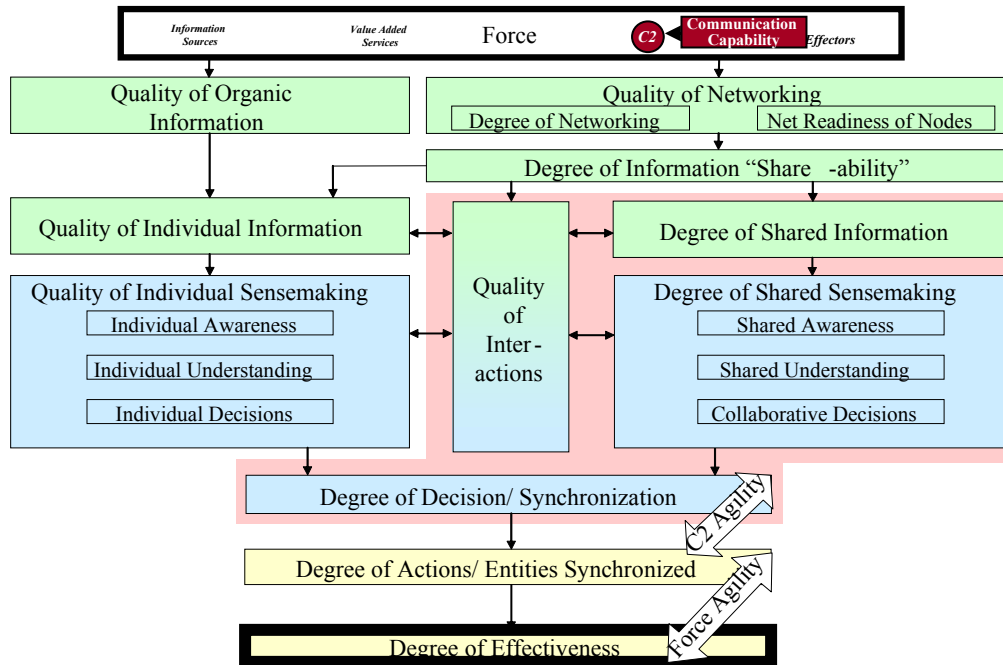 Information
Sources
Value Added
Services
Force
C2
Communication
Capability
Effectors
Quality of Organic
Information
Quality of Networking
Degree of Networking
Net Readiness of Nodes
Degree of Information “Share -ability”
Quality of Individual Information
Degree of Shared Information
Quality of Individual Sensemaking
Individual Awareness
Individual Understanding
Individual Decisions
Quality
of
Inter-
actions
Degree of Shared Sensemaking
Shared Awareness
Shared Understanding
Collaborative Decisions
Degree of Decision/ Synchronization
C2 Agility
Degree of Actions/ Entities Synchronized
Force Agility
Degree of Effectiveness